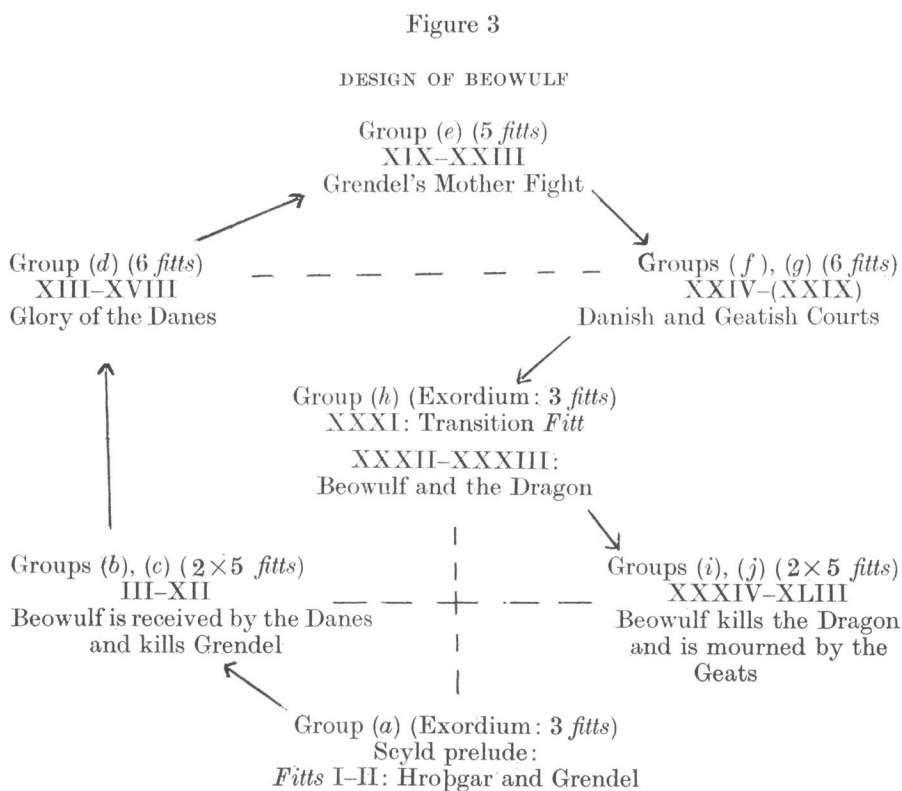 Figure 3
DESIGN OF BEOWULF
Group (e) (5 fitts)
XIX–XXIII
Grendel's Mother Fight
Group (d) (6 fitts)
XIII–XVIII
Glory of the Danes
Groups (f), (g) (6 fitts)
XXIV–(XXIX)
Danish and Geatish Courts
Group (h) (Exordium: 3 fitts)
XXXI: Transition Fitt
XXXII–XXXIII:
Beowulf and the Dragon
Groups (b), (c) (2×5 fitts)
III–XII
Beowulf is received by the Danes
and kills Grendel
Groups (i), (j) (2×5 fitts)
XXXIV–XLIII
Beowulf kills the Dragon
and is mourned by the
Geats
Group (a) (Exordium: 3 fitts)
Scyld prelude:
Fitts I–II: Hroþgar and Grendel